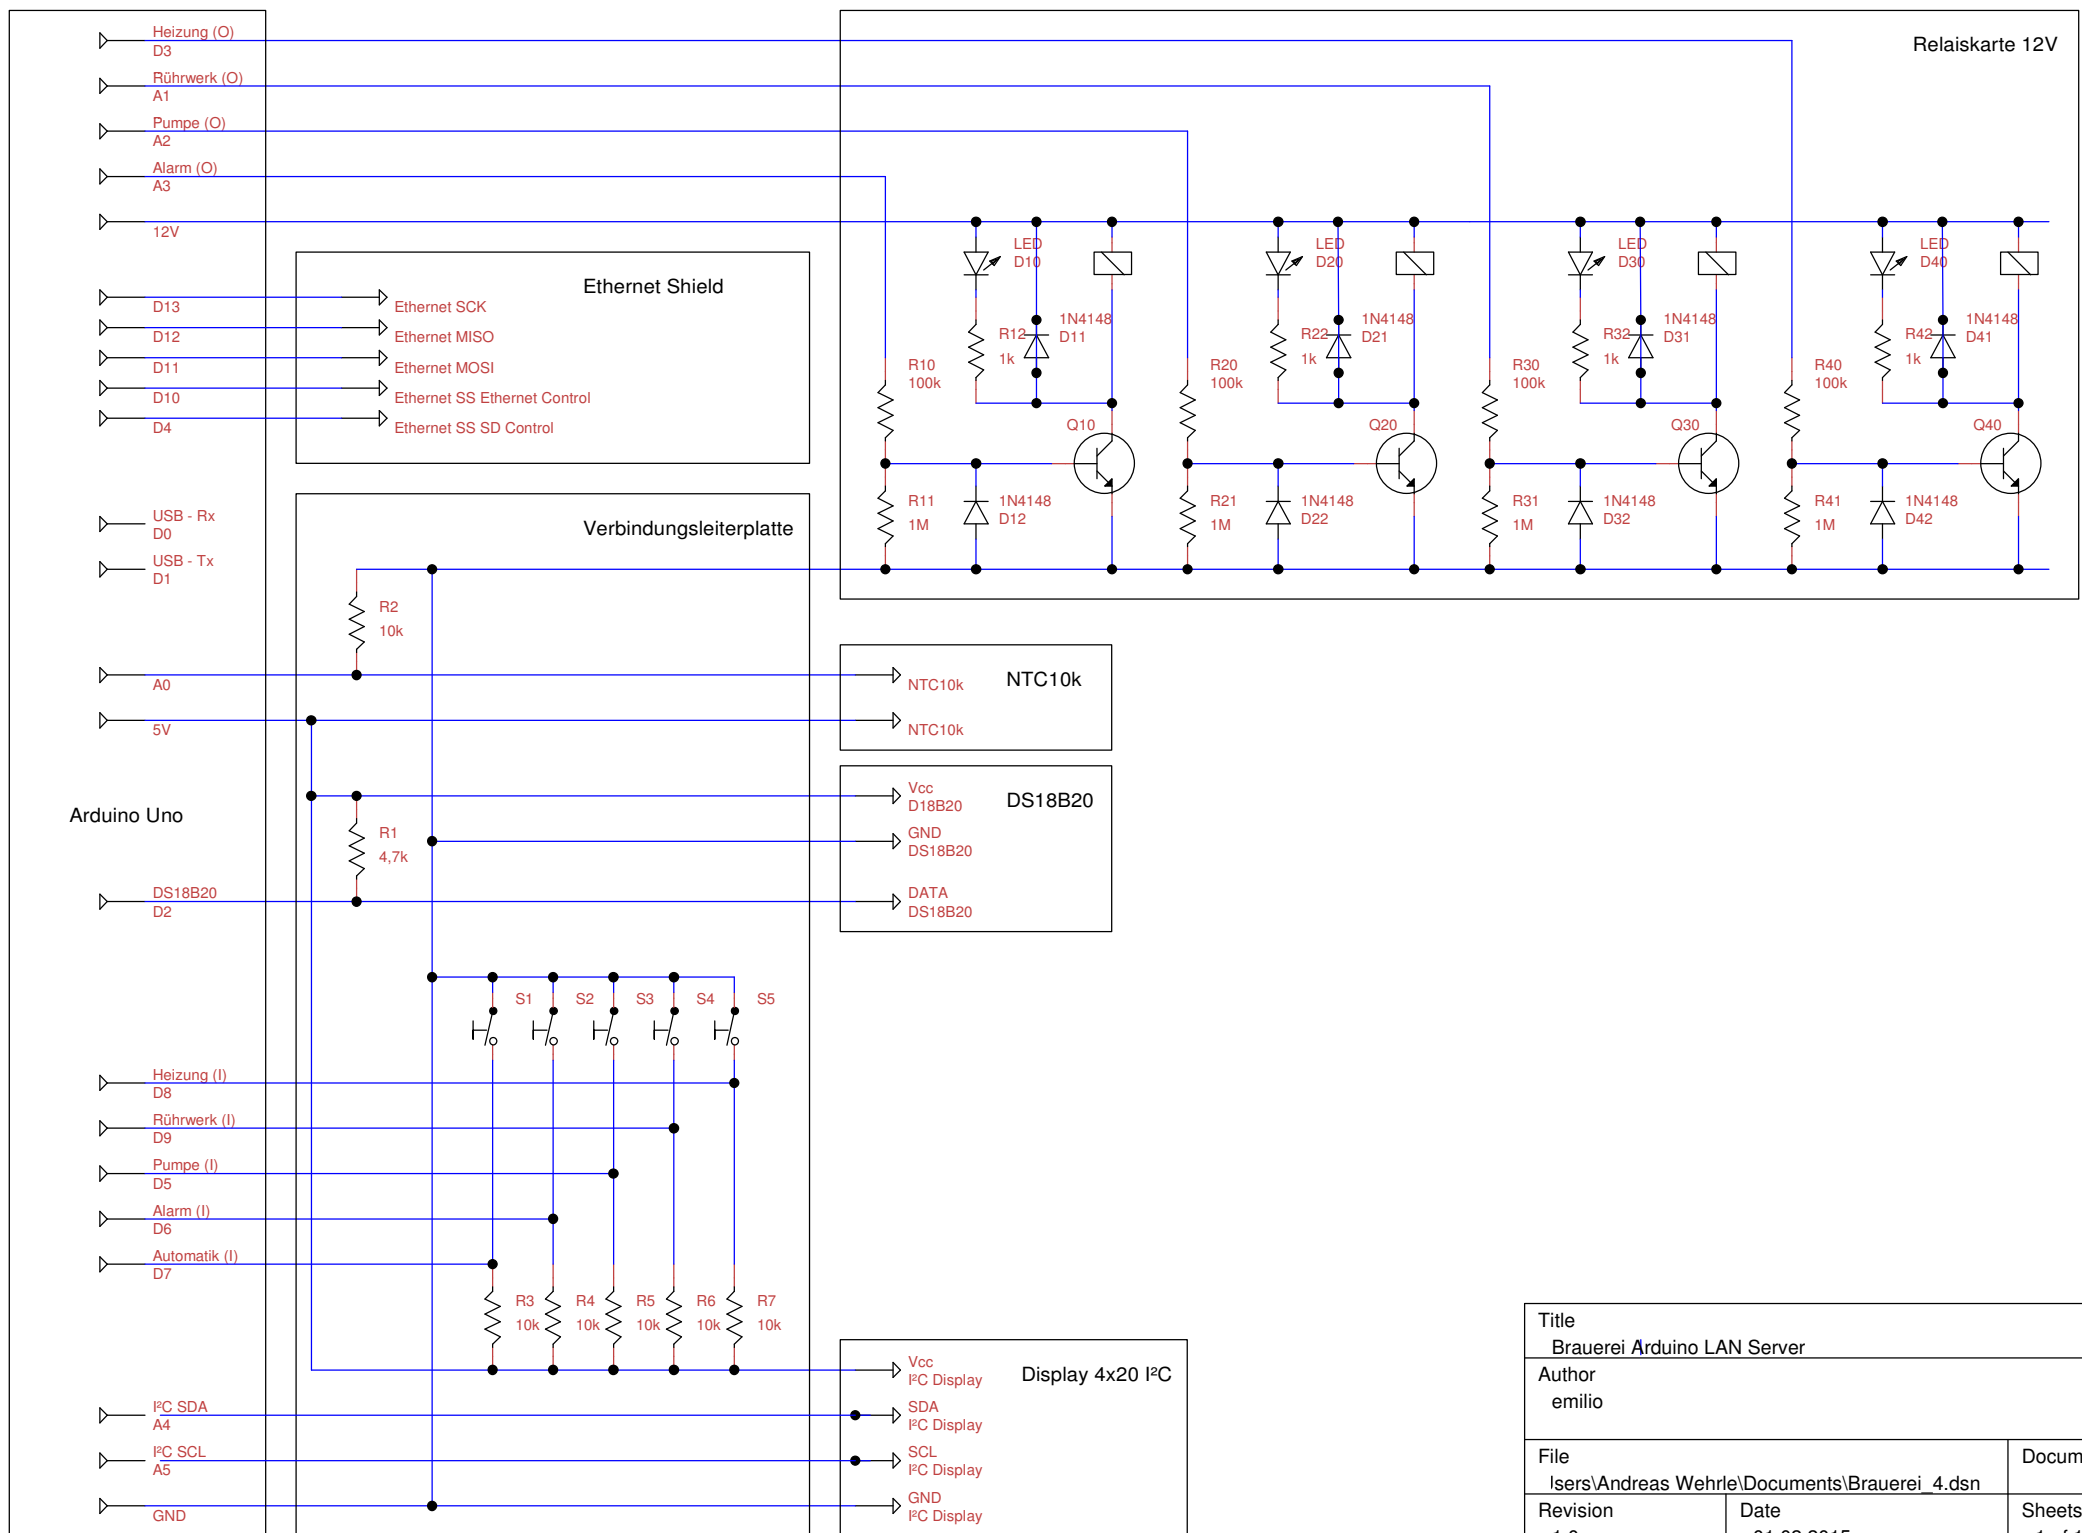 Heizung (O)
D3
Rührwerk (O)
A1
Pumpe (O)
A2
Alarm (O)
A3
12V
D13
D12
D11
D10
D4
USB - Rx
D0
USB - Tx
D1
A0
5V
Arduino Uno
DS18B20
D2
Heizung (I)
D8
Rührwerk (I)
D9
Pumpe (I)
D5
Alarm (I)
D6
Automatik (I)
D7
I²C SDA
A4
I²C SCL
A5
GND
Ethernet Shield
Ethernet SCK
Ethernet MISO
Ethernet MOSI
Ethernet SS Ethernet Control
Ethernet SS SD Control
Verbindungsleiterplatte
R2
10k
R1
4,7k
S1 S2 S3 S4 S5
R3 R4 R5 R6 R7
10k 10k 10k 10k 10k
Relaiskarte 12V
LED
D10
R12
1k
1N4148
D11
R10
100k
Q10
R11
1M
1N4148
D12
LED
D20
R22
1k
1N4148
D21
R20
100k
Q20
R21
1M
1N4148
D22
LED
D30
R32
1k
1N4148
D31
R30
100k
Q30
R31
1M
1N4148
D32
LED
D40
R42
1k
1N4148
D41
R40
100k
Q40
R41
1M
1N4148
D42
NTC10k
NTC10k
NTC10k
DS18B20
Vcc
D18B20
GND
DS18B20
DATA
DS18B20
Display 4x20 I²C
Vcc
I²C Display
SDA
I²C Display
SCL
I²C Display
GND
I²C Display
Title
Brauerei Arduino LAN Server
Author
emilio
File
Jsers\Andreas Wehrle\Documents\Brauerei_4.dsn
Docum
Revision
Date
Sheets